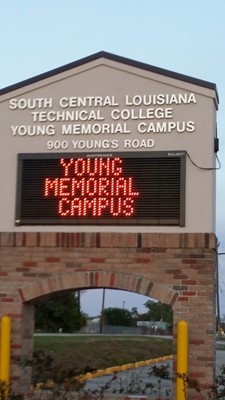 SOUTH CENTRAL LOUISIANA
TECHNICAL COLLEGE
YOUNG MEMORIAL CAMPUS
900 YOUNG'S ROAD
YOUNG
MEMORIAL
CAMPUS